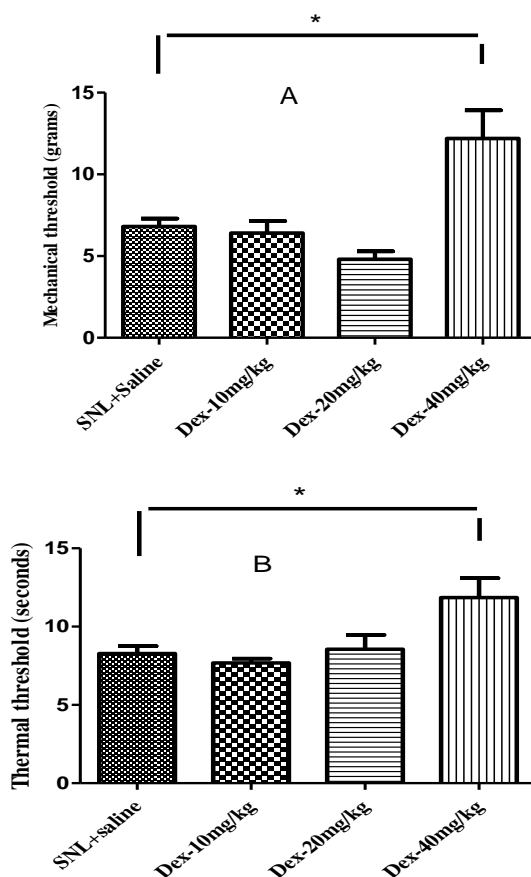 *
A
Mechanical threshold (grams)
15
10
5
0
SNL+Saline
Dex-10mg/kg
Dex-20mg/kg
Dex-40mg/kg
*
B
Thermal threshold (seconds)
15
10
5
0
SNL+saline
Dex-10mg/kg
Dex-20mg/kg
Dex-40mg/kg